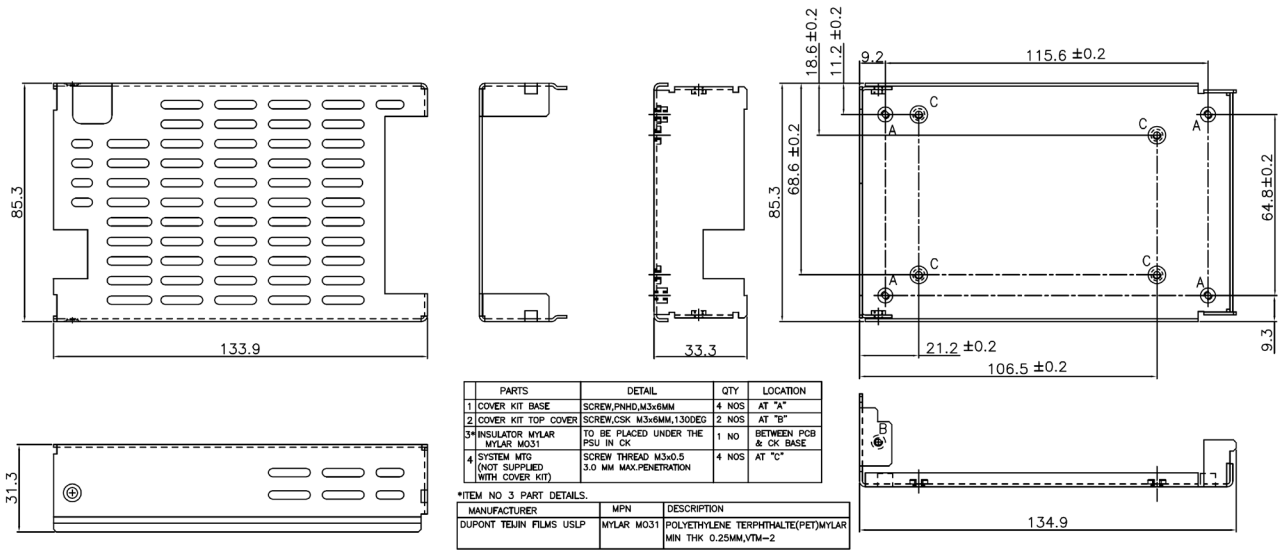 18.6 ±0.2
11.2 ±0.2
9.2
115.6 ±0.2
85.3
133.9
33.3
85.3
68.6 ±0.2
C
A
C
A
64.8±0.2
C
C
A
A
9.3
21.2 ±0.2
106.5 ±0.2
31.3
PARTS DETAIL QTY LOCATION
1 COVER KIT BASE SCREW,PNHD,M3x6MM 4 NOS AT "A"
2 COVER KIT TOP COVER SCREW,CSK M3x6MM,130DEG 2 NOS AT "B"
3* INSULATOR MYLAR TO BE PLACED UNDER THE 1 NO BETWEEN PCB
MYLAR MO31 PSU IN CK & CK BASE
4 SYSTEM MTG SCREW THREAD M3x0.5 4 NOS AT "C"
(NOT SUPPLIED 3.0 MM MAX.PENETRATION
WITH COVER KIT)
*ITEM NO 3 PART DETAILS.
MANUFACTURER MPN DESCRIPTION
DUPONT TEIJIN FILMS USLP MYLAR MO31 POLYETHYLENE TERPHTHALTE(PET)MYLAR
MIN THK 0.25MM,VTM-2
B
134.9